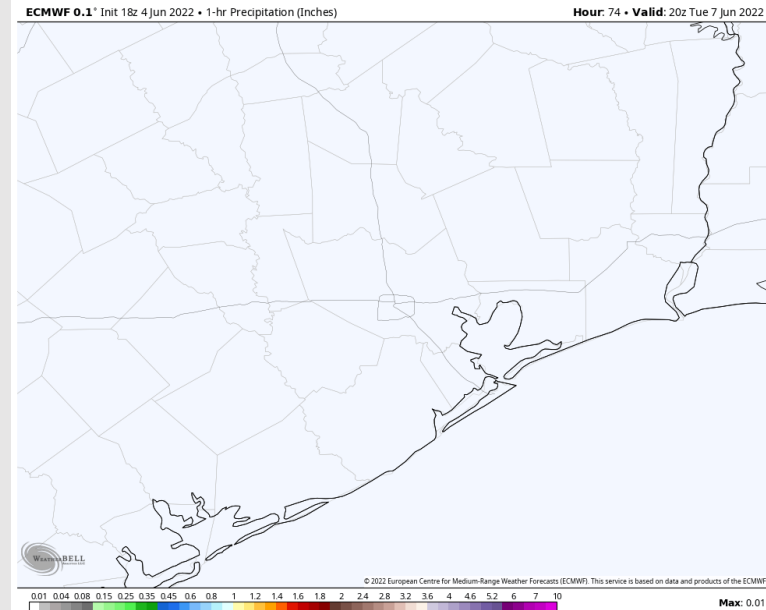 ECMWF 0.1° Init 18z 4 Jun 2022 • 1-hr Precipitation (Inches)
Hour: 74 • Valid: 20z Tue 7 Jun 2022
WEATHERBELL
© 2022 European Centre for Medium-Range Weather Forecasts (ECMWF). This service is based on data and products of the ECMWF
0.01 0.04 0.08 0.15 0.25 0.35 0.45 0.6 0.8 1 1.2 1.4 1.6 1.8 2 2.4 2.8 3.2 3.6 4 4.6 5.2 6 7 10
Max: 0.01